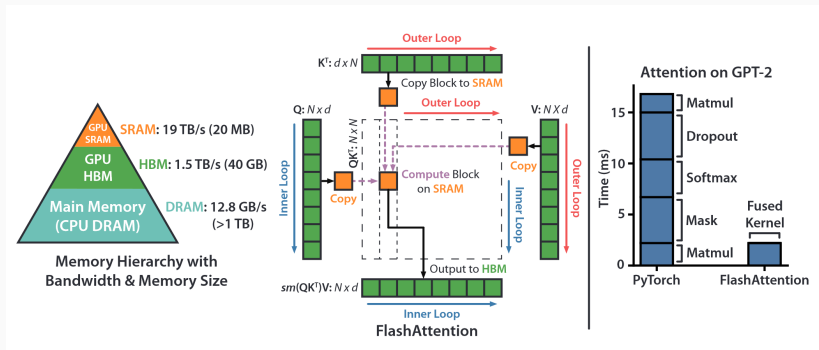 GPU
SRAM
GPU
HBM
Main Memory
(CPU DRAM)
SRAM: 19 TB/s (20 MB)
HBM: 1.5 TB/s (40 GB)
DRAM: 12.8 GB/s
(>1 TB)
Memory Hierarchy with
Bandwidth & Memory Size
Outer Loop
Kᵀ: d x N
Copy Block to SRAM
Outer Loop
Q: N x d
V: N X d
QKᵀ: N x N
Copy
Inner Loop
Copy
Compute Block
on SRAM
Inner Loop
Outer Loop
Output to HBM
sm(QKᵀ)V: N x d
Inner Loop
FlashAttention
Attention on GPT-2
Time (ms)
15
10
5
0
Matmul
Dropout
Softmax
Mask
Matmul
Fused
Kernel
PyTorch
FlashAttention